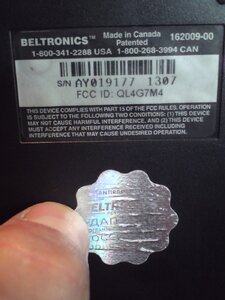 BELTRONICS Made in Canada 162009-00
Patented
1-800-341-2288 USA 1-800-268-3994 CAN
S/N AY019177 1307
FCC ID: QL4G7M4
THIS DEVICE COMPLIES WITH PART 15 OF THE FCC RULES. OPERATION
IS SUBJECT TO THE FOLLOWING TWO CONDITIONS: (1) THIS DEVICE MAY
NOT CAUSE HARMFUL INTERFERENCE, AND (2) THIS DEVICE MUST
ACCEPT ANY INTERFERENCE RECEIVED INCLUDING INTERFERENCE THAT
MAY CAUSE UNDESIRED OPERATION.
BELTR